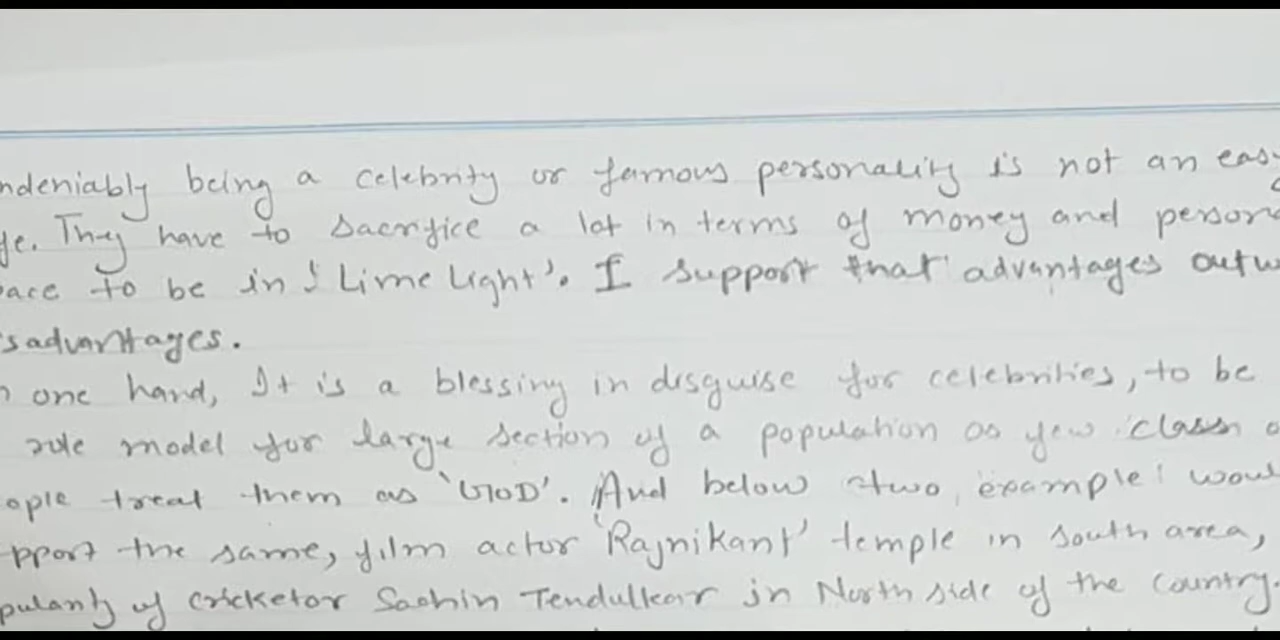 ndeniably being a celebrity or famous personality is not an easy
ye. They have to sacrifice a lot in terms of money and person
pace to be in 'Lime Light'. I support that advantages outw
sadvantages.
n one hand, It is a blessing in disguise for celebrities, to be
role model for large section of a population as few class o
ople treat them as 'GOD'. And below two example would
pport the same, film actor 'Rajnikant' temple in south area,
pularity of cricketor Sachin Tendulkar in North side of the country.